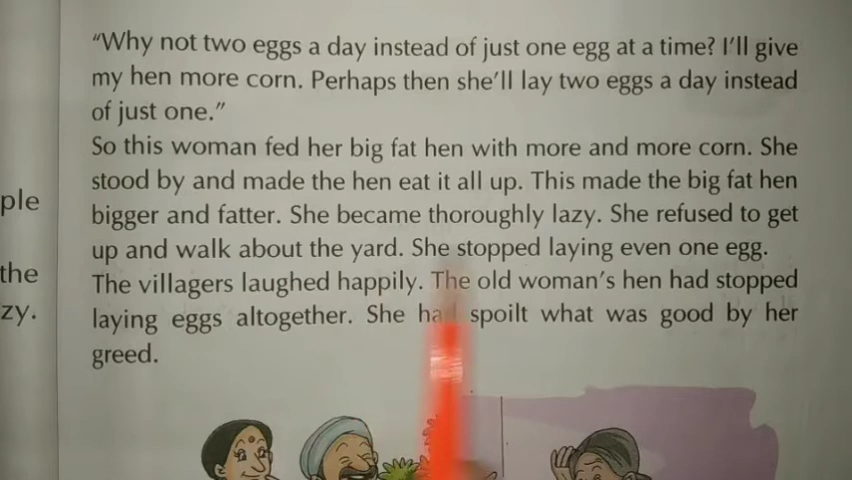 "Why not two eggs a day instead of just one egg at a time? I'll give
my hen more corn. Perhaps then she'll lay two eggs a day instead
of just one."
So this woman fed her big fat hen with more and more corn. She
stood by and made the hen eat it all up. This made the big fat hen
bigger and fatter. She became thoroughly lazy. She refused to get
up and walk about the yard. She stopped laying even one egg.
The villagers laughed happily. The old woman's hen had stopped
laying eggs altogether. She had spoilt what was good by her
greed.
ple
the
zy.